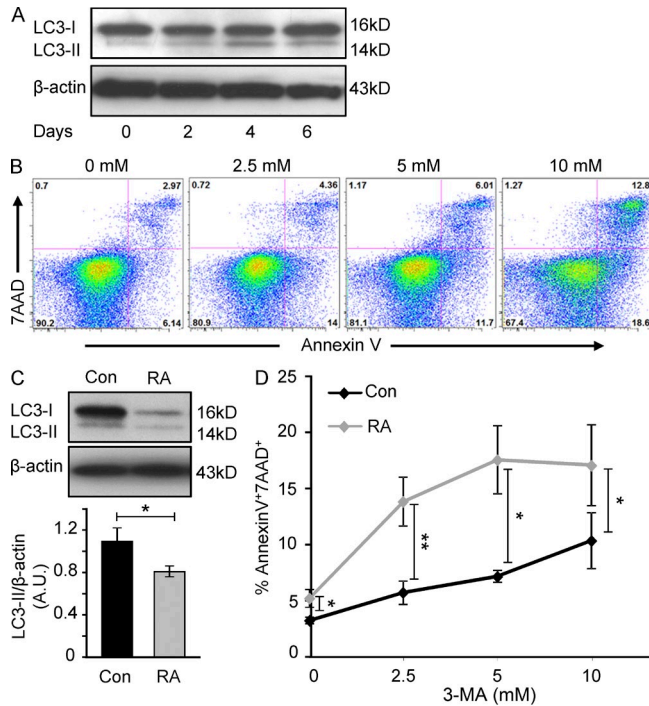 A
LC3-I
LC3-II
16kD
14kD
β-actin
43kD
Days 0 2 4 6
B
0 mM 2.5 mM 5 mM 10 mM
0.7 2.97 0.72 4.36 1.17 6.01 1.27 12.8
90.2 6.14 80.9 14 81.1 11.7 67.4 18.6
7AAD
Annexin V
C
Con RA
LC3-I
LC3-II
16kD
14kD
β-actin
43kD
LC3-II/β-actin
(A.U.)
1.2
0.8
0.4
0
*
Con RA
D
Con
RA
% AnnexinV+7AAD+
25
20
15
10
5
0
* ** * *
0 2.5 5 10
3-MA (mM)